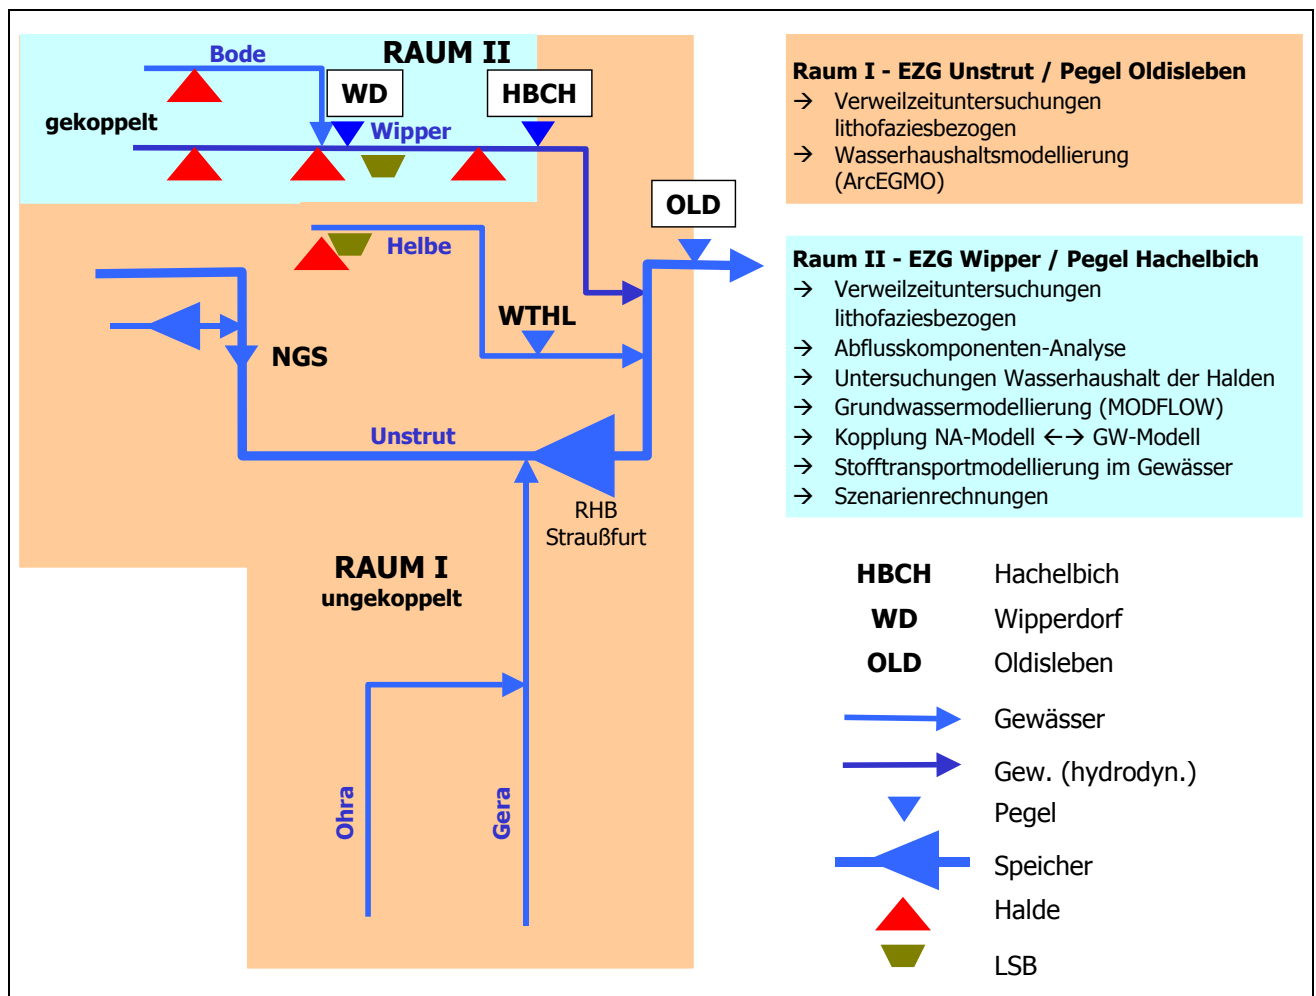 Bode
RAUM II
WD
HBCH
gekoppelt
Wipper
OLD
Helbe
WTHL
NGS
Unstrut
RHB
Straußfurt
RAUM I
ungekoppelt
Ohra
Gera
Raum I - EZG Unstrut / Pegel Oldisleben
→ Verweilzeituntersuchungen
lithofaziesbezogen
→ Wasserhaushaltsmodellierung
(ArcEGMO)
Raum II - EZG Wipper / Pegel Hachelbich
→ Verweilzeituntersuchungen
lithofaziesbezogen
→ Abflusskomponenten-Analyse
→ Untersuchungen Wasserhaushalt der Halden
→ Grundwassermodellierung (MODFLOW)
→ Kopplung NA-Modell ←→ GW-Modell
→ Stofftransportmodellierung im Gewässer
→ Szenarienrechnungen
HBCH Hachelbich
WD Wipperdorf
OLD Oldisleben
Gewässer
Gew. (hydrodyn.)
Pegel
Speicher
Halde
LSB